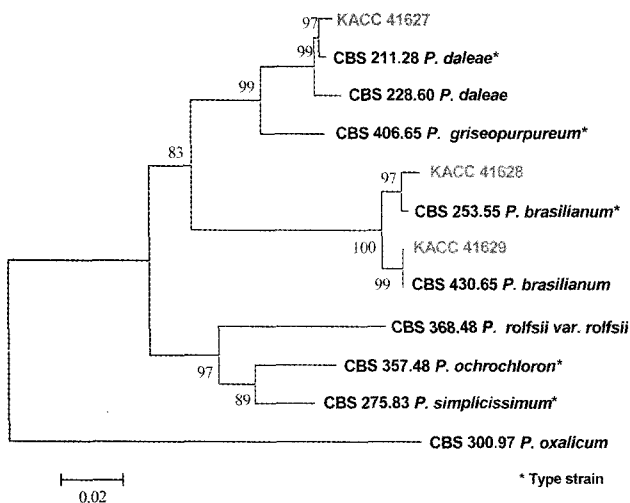 97 KACC 41627
99 CBS 211.28 P. daleae*
CBS 228.60 P. daleae
99
CBS 406.65 P. griseopurpureum*
83
97 KACC 41628
CBS 253.55 P. brasilianum*
100 KACC 41629
99 CBS 430.65 P. brasilianum
CBS 368.48 P. rolfsii var. rolfsii
97 CBS 357.48 P. ochrochloron*
89 CBS 275.83 P. simplicissimum*
CBS 300.97 P. oxalicum
0.02
* Type strain